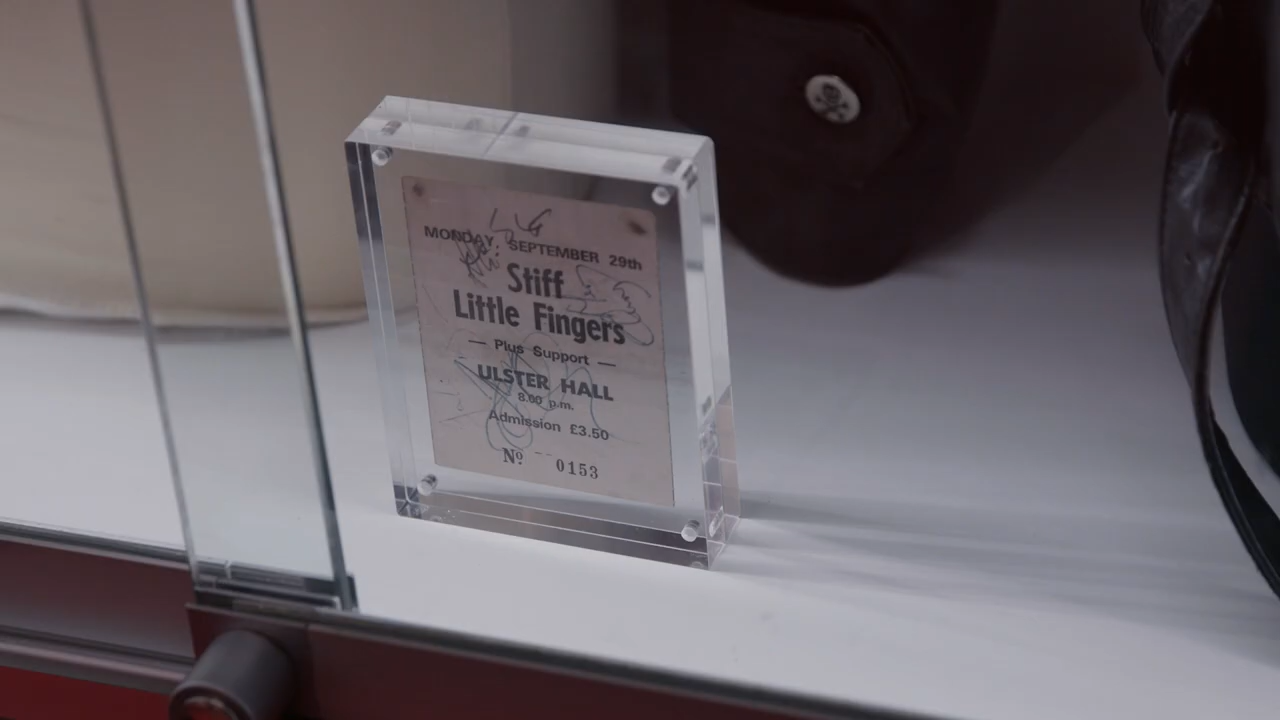 MONDAY, SEPTEMBER 29th
Stiff
Little Fingers
— Plus Support —
ULSTER HALL
8.00 p.m.
Admission £3.50
Nº 0153